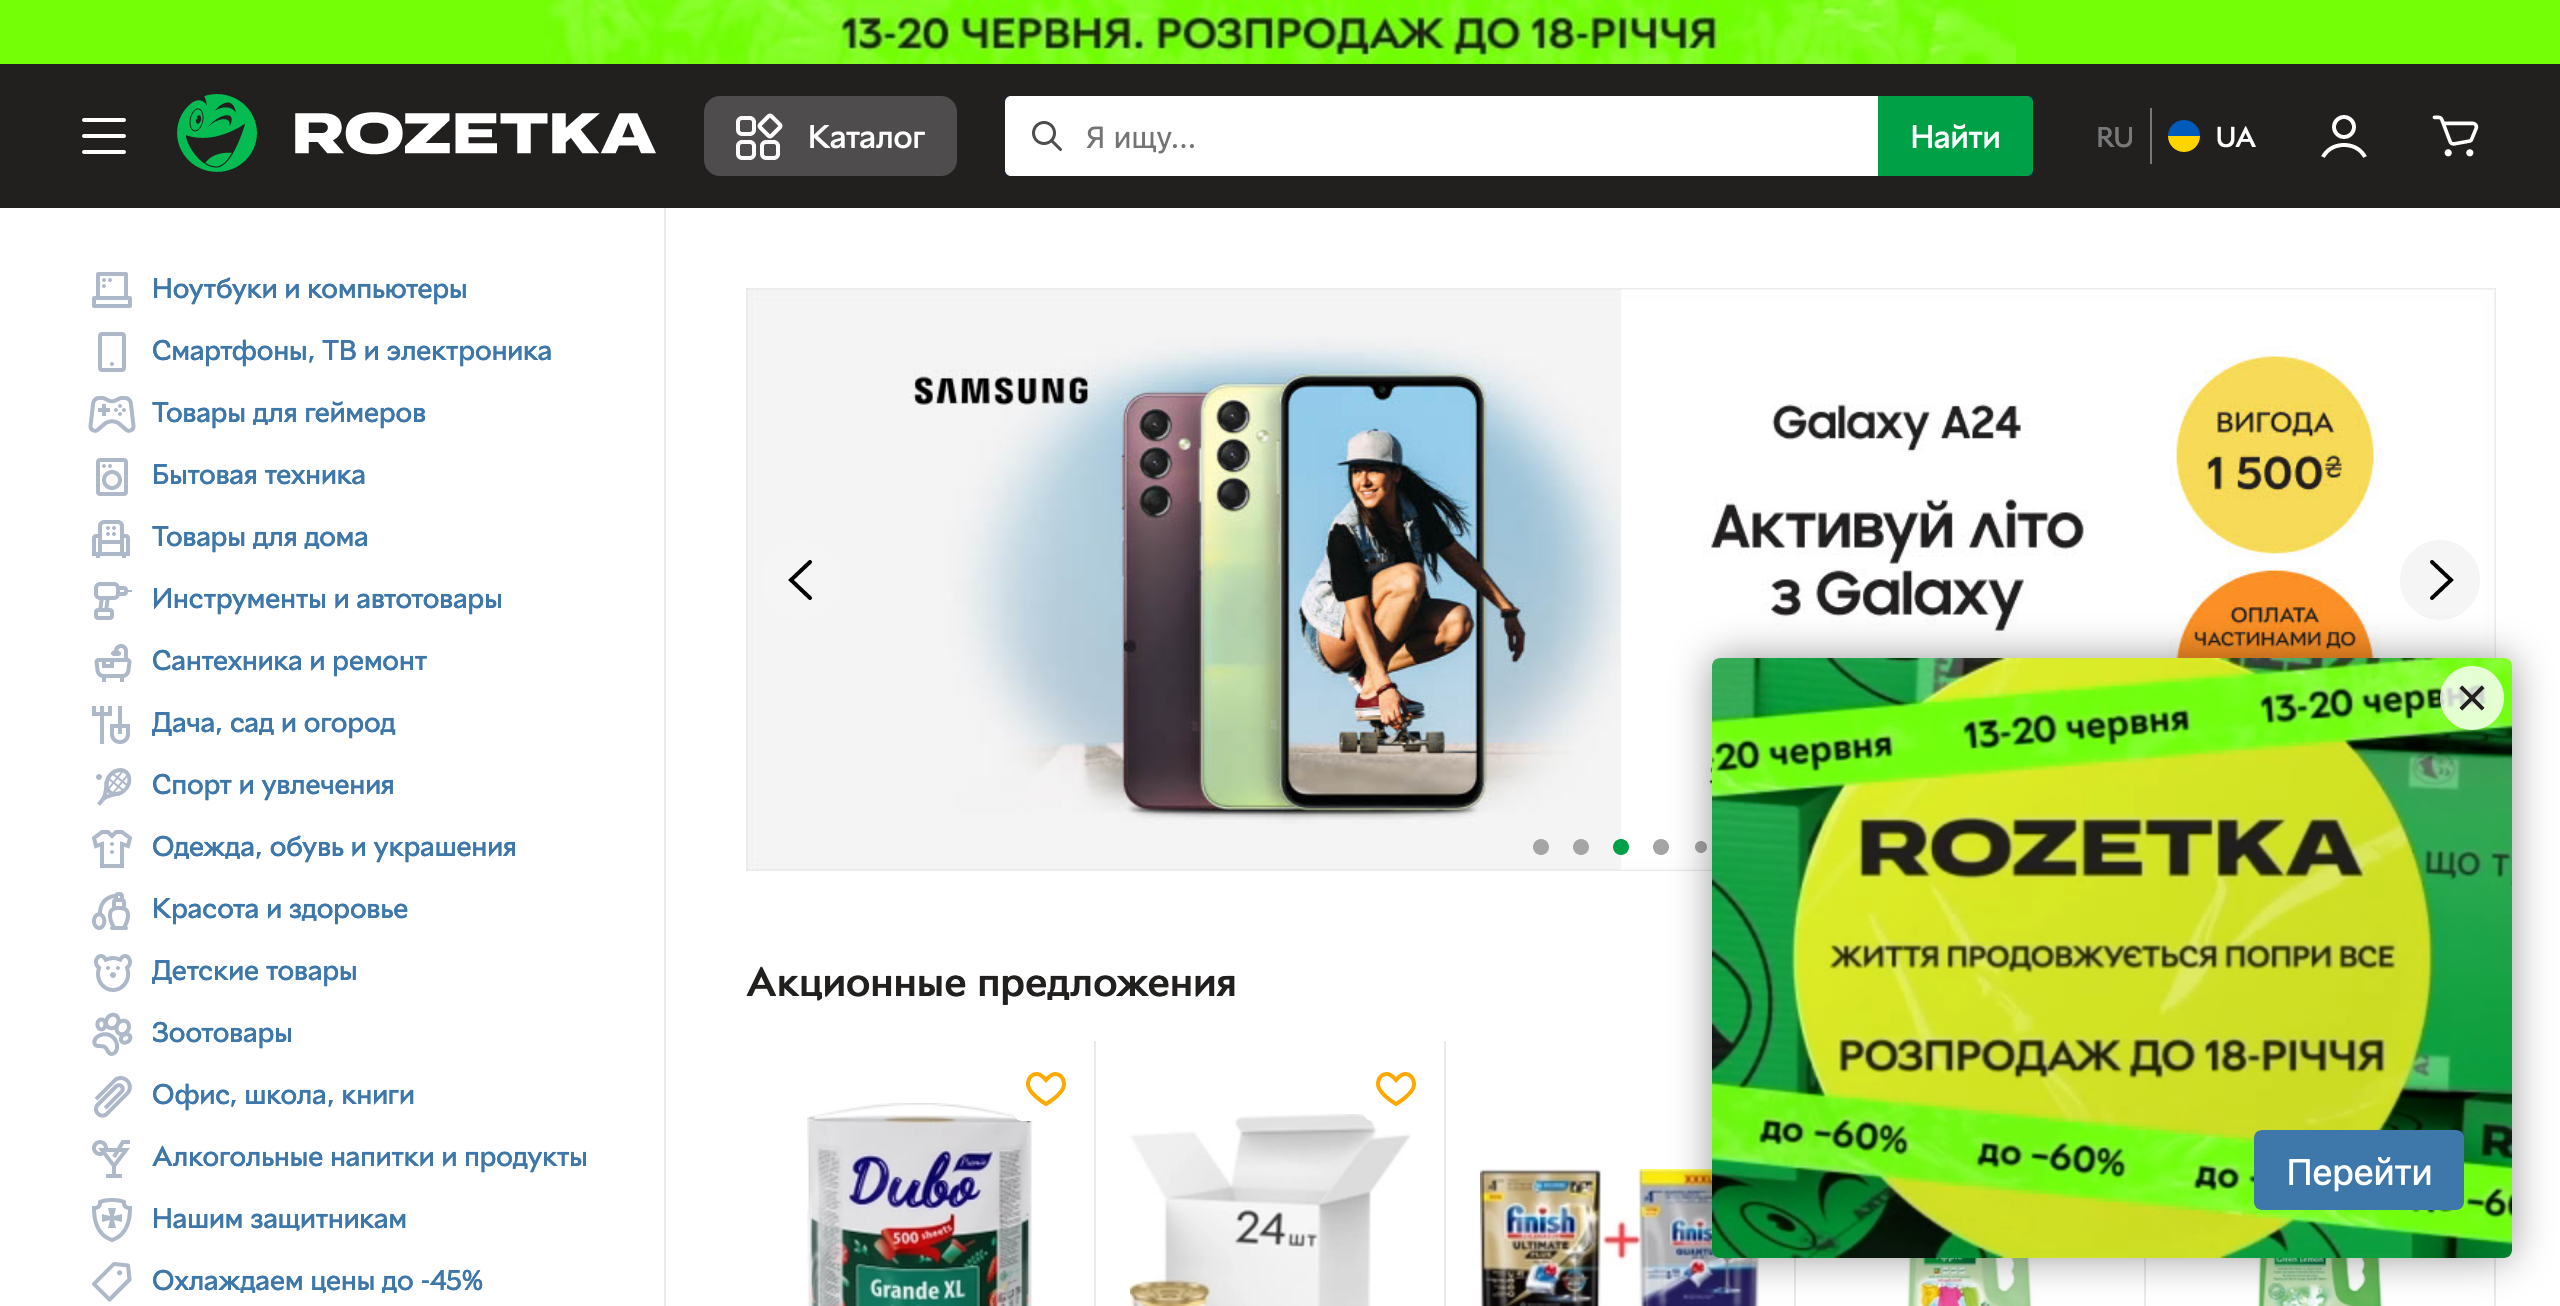 13-20 ЧЕРВНЯ. РОЗПРОДАЖ ДО 18-РІЧЧЯ
ROZETKA
Каталог
Я ищу...
Найти
RU
UA
Ноутбуки и компьютеры
Смартфоны, ТВ и электроника
Товары для геймеров
Бытовая техника
Товары для дома
Инструменты и автотовары
Сантехника и ремонт
Дача, сад и огород
Спорт и увлечения
Одежда, обувь и украшения
Красота и здоровье
Детские товары
Зоотовары
Офис, школа, книги
Алкогольные напитки и продукты
Нашим защитникам
Охлаждаем цены до -45%
SAMSUNG
Galaxy A24
Активуй літо
з Galaxy
ВИГОДА
1 500₴
ОПЛАТА
ЧАСТИНАМИ ДО
-20 червня
13-20 червня
13-20 черв
ROZETKA
ЩО Т
ЖИТТЯ ПРОДОВЖУЄТЬСЯ ПОПРИ ВСЕ
РОЗПРОДАЖ ДО 18-РІЧЧЯ
до –60%
до –60%
до
–60
Перейти
Акционные предложения
Dubo
500 sheets
Grande XL
24шт
finish
ULTIMATE
+
XXXL
finis
QUANTU